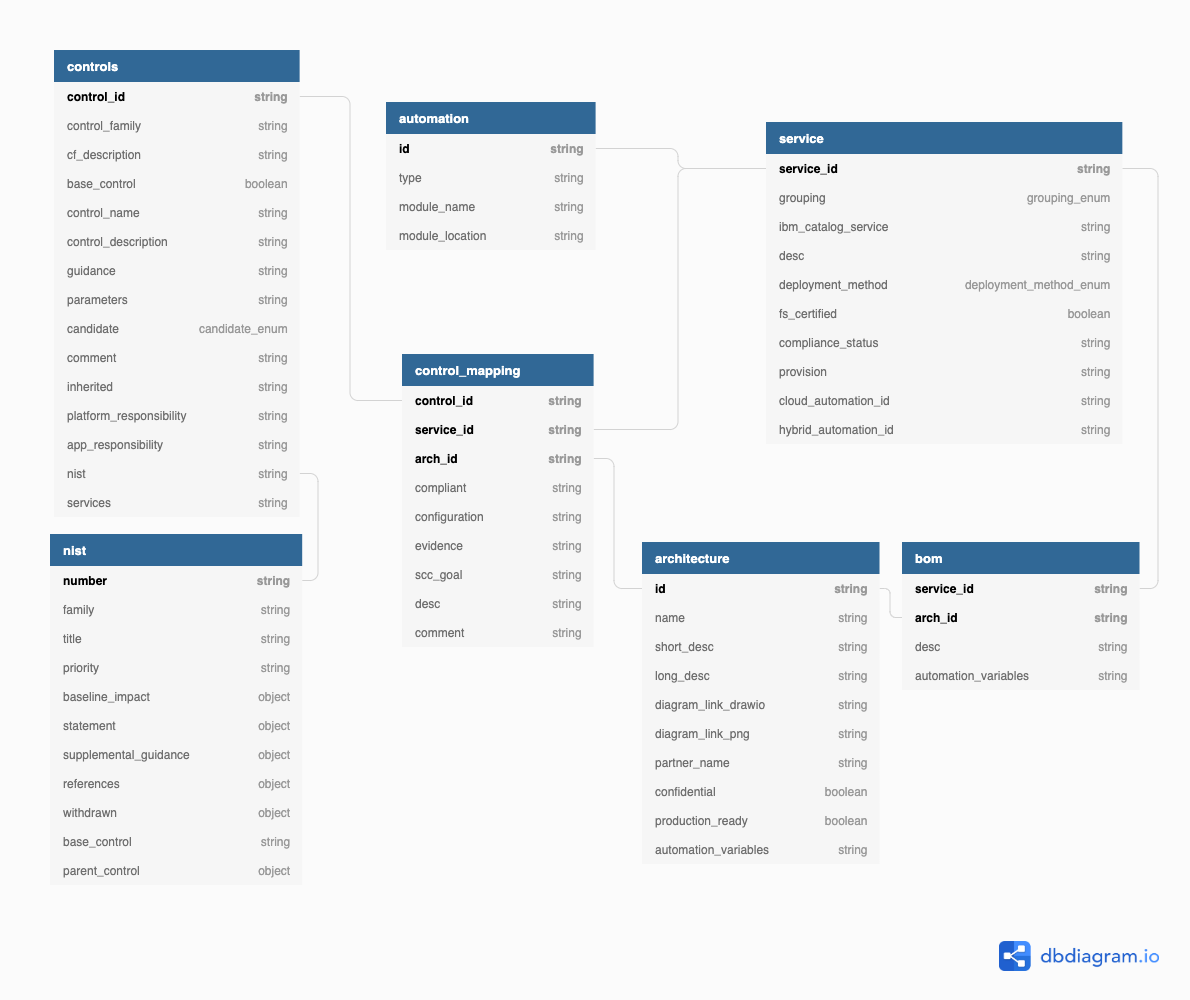 controls
control_id string
control_family string
cf_description string
base_control boolean
control_name string
control_description string
guidance string
parameters string
candidate candidate_enum
comment string
inherited string
platform_responsibility string
app_responsibility string
nist string
services string
nist
number string
family string
title string
priority string
baseline_impact object
statement object
supplemental_guidance object
references object
withdrawn object
base_control string
parent_control object
automation
id string
type string
module_name string
module_location string
control_mapping
control_id string
service_id string
arch_id string
compliant string
configuration string
evidence string
scc_goal string
desc string
comment string
service
service_id string
grouping grouping_enum
ibm_catalog_service string
desc string
deployment_method deployment_method_enum
fs_certified boolean
compliance_status string
provision string
cloud_automation_id string
hybrid_automation_id string
architecture
id string
name string
short_desc string
long_desc string
diagram_link_drawio string
diagram_link_png string
partner_name string
confidential boolean
production_ready boolean
automation_variables string
bom
service_id string
arch_id string
desc string
automation_variables string
dbdiagram.io